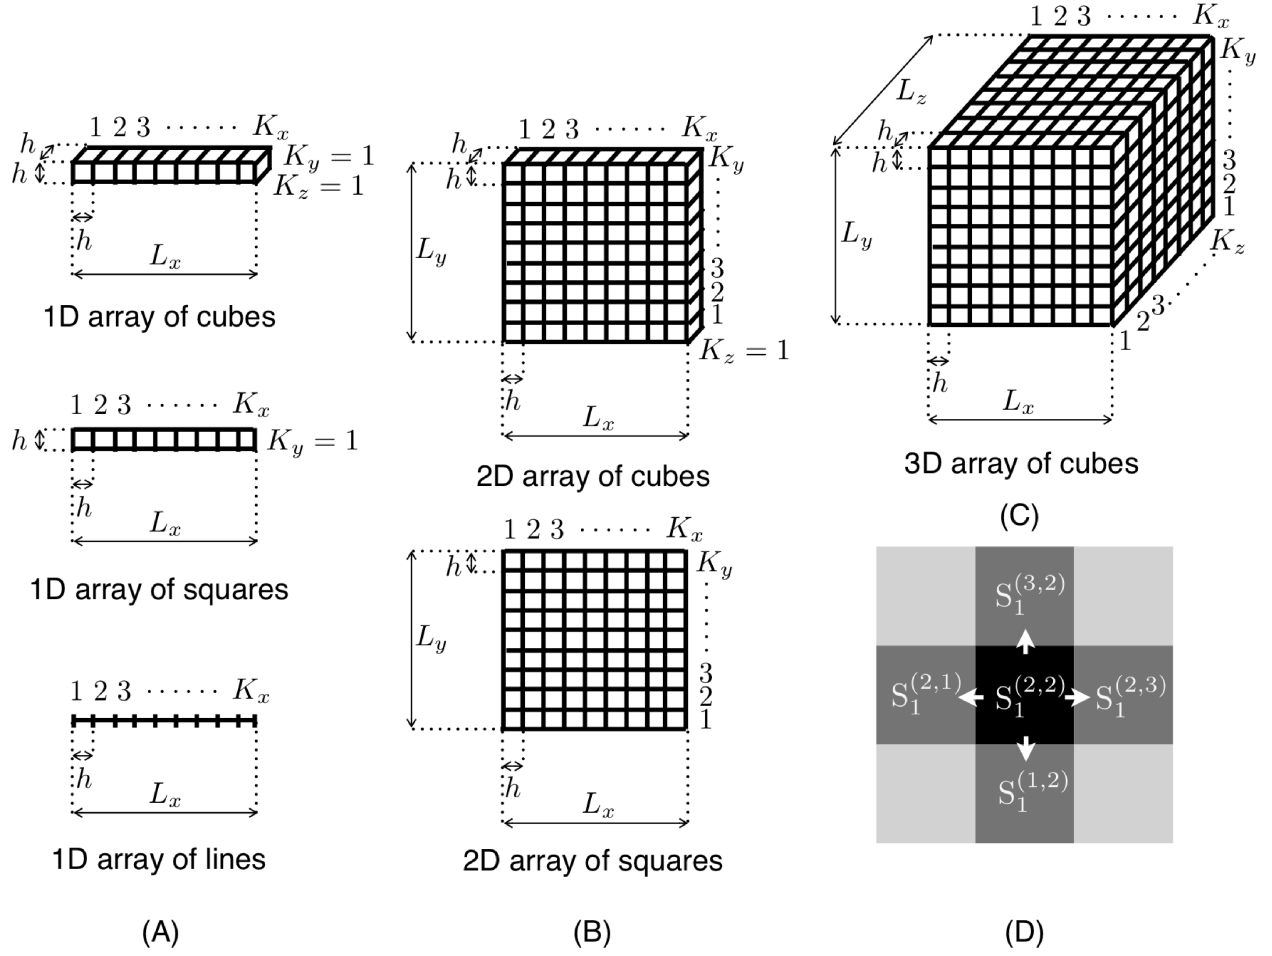 1 2 3 ······ K_x
h
h
K_y = 1
K_z = 1
h
L_x
1D array of cubes
1 2 3 ······ K_x
h
K_y = 1
h
L_x
1D array of squares
1 2 3 ······ K_x
h
L_x
1D array of lines
(A)
1 2 3 ······ K_x
h
K_y
h
L_y
3
2
1
K_z = 1
h
L_x
2D array of cubes
1 2 3 ······ K_x
h
K_y
L_y
3
2
1
h
L_x
2D array of squares
(B)
1 2 3 ······ K_x
K_y
L_z
h
h
3
2
1
L_y
K_z
3
2
1
h
L_x
3D array of cubes
(C)
S_1^{(3,2)}
S_1^{(2,1)} S_1^{(2,2)} S_1^{(2,3)}
S_1^{(1,2)}
(D)